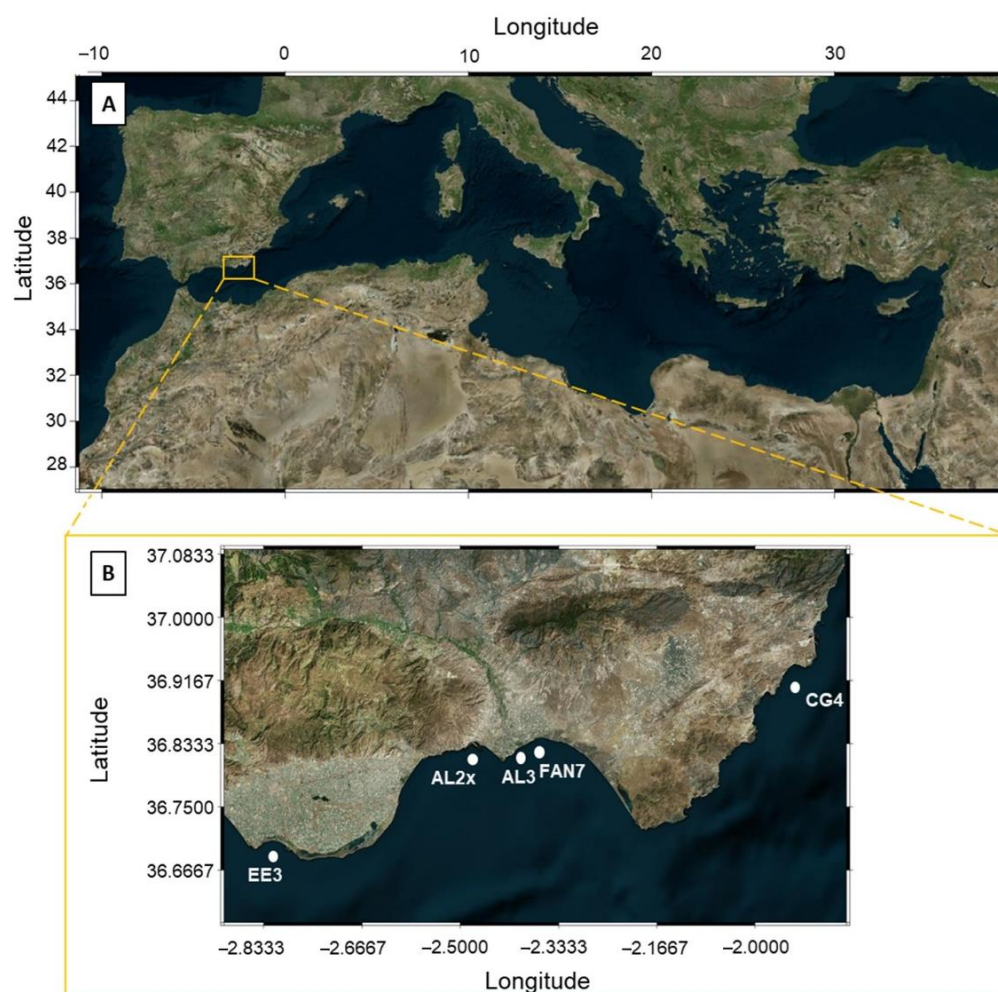 Longitude
−10 0 10 20 30
A
44
42
40
38
36
34
32
30
28
Latitude
B
37.0833
37.0000
36.9167
36.8333
36.7500
36.6667
Latitude
CG4
AL2x AL3 FAN7
EE3
−2.8333 −2.6667 −2.5000 −2.3333 −2.1667 −2.0000
Longitude